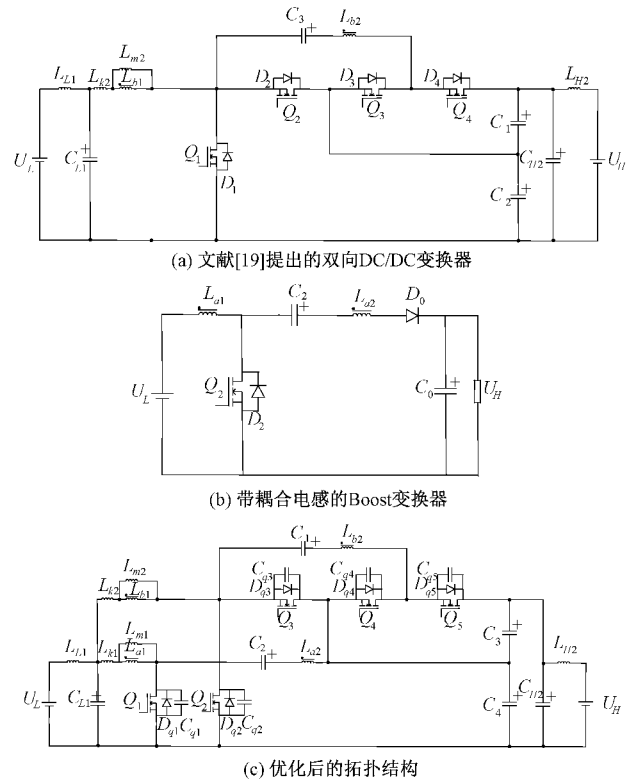 C3 + Lb2
Lm2
LL1 Lk2 Lb1 D2 D3 D4 LH2
Q2 Q3 Q4
C1 +
UL CL1 + Q1 D1 CH2 + UH
C2 +
(a) 文献[19]提出的双向DC/DC变换器
La1 C2 + La2 D0
UL Q2 D2 C0 + UH
(b) 带耦合电感的Boost变换器
C1 + Lb2
Lm2 Cq3 Cq4 Cq5
Lk2 Lb1 Dq3 Dq4 Dq5
Q3 Q4 Q5
Lm1
LL1 Lk1 La1 C2 + La2 C3 + LH2
UL CL1 + Q1 Q2 C4 + CH2 + UH
Dq1 Cq1 Dq2 Cq2
(c) 优化后的拓扑结构